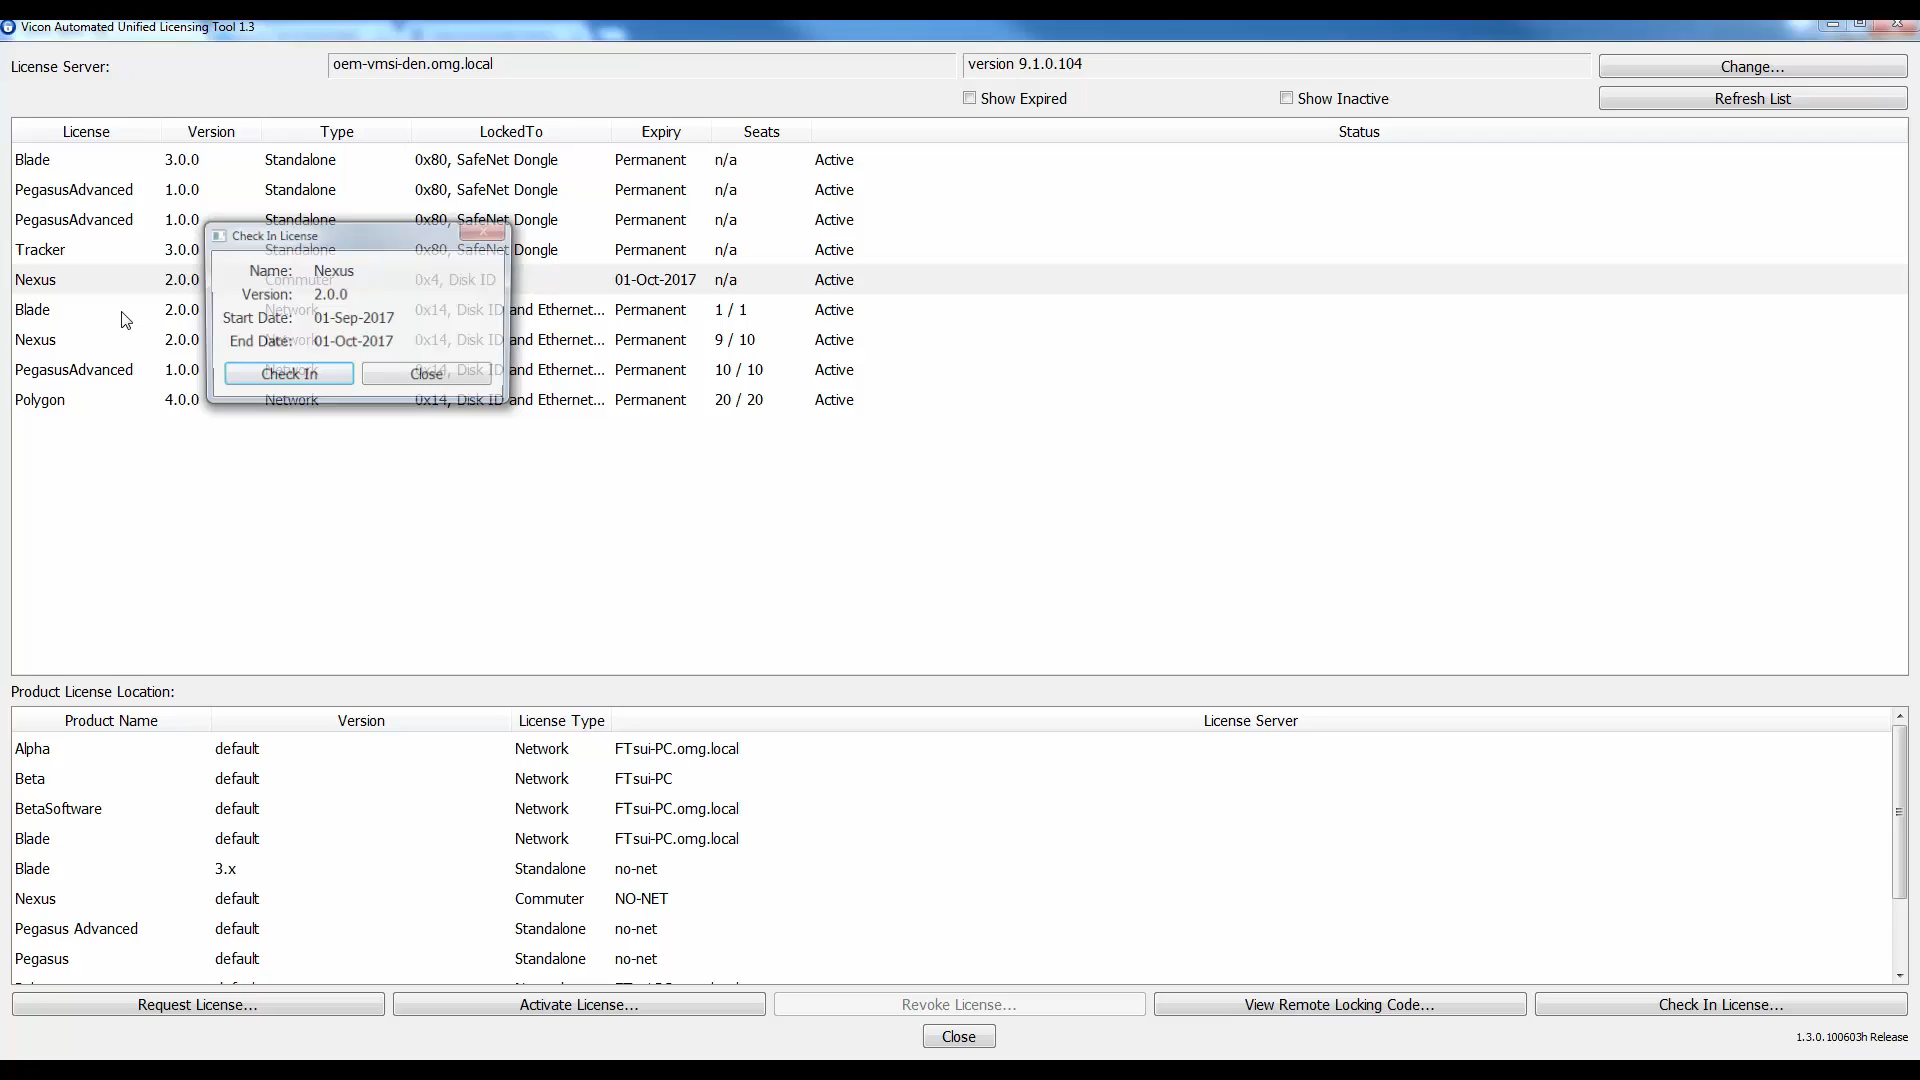 Vicon Automated Unified Licensing Tool 1.3
License Server: oem-vmsi-den.omg.local version 9.1.0.104 Change...
Show Expired Show Inactive Refresh List
License Version Type LockedTo Expiry Seats Status
Blade 3.0.0 Standalone 0x80, SafeNet Dongle Permanent n/a Active
PegasusAdvanced 1.0.0 Standalone 0x80, SafeNet Dongle Permanent n/a Active
PegasusAdvanced 1.0.0 Standalone 0x80, SafeNet Dongle Permanent n/a Active
Tracker 3.0.0 Standalone 0x80, SafeNet Dongle Permanent n/a Active
Nexus 2.0.0 Commuter 0x4, Disk ID 01-Oct-2017 n/a Active
Blade 2.0.0 Network 0x14, Disk ID and Ethernet... Permanent 1 / 1 Active
Nexus 2.0.0 Network 0x14, Disk ID and Ethernet... Permanent 9 / 10 Active
PegasusAdvanced 1.0.0 Network 0x14, Disk ID and Ethernet... Permanent 10 / 10 Active
Polygon 4.0.0 Network 0x14, Disk ID and Ethernet... Permanent 20 / 20 Active
Check In License
Name: Nexus
Version: 2.0.0
Start Date: 01-Sep-2017
End Date: 01-Oct-2017
Check In Close
Product License Location:
Product Name Version License Type License Server
Alpha default Network FTsui-PC.omg.local
Beta default Network FTsui-PC
BetaSoftware default Network FTsui-PC.omg.local
Blade default Network FTsui-PC.omg.local
Blade 3.x Standalone no-net
Nexus default Commuter NO-NET
Pegasus Advanced default Standalone no-net
Pegasus default Standalone no-net
Request License... Activate License... Revoke License... View Remote Locking Code... Check In License...
Close
1.3.0.100603h Release